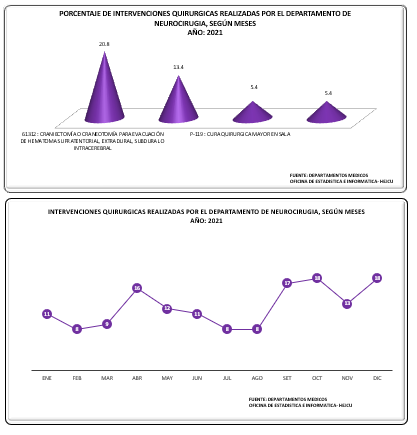 PORCENTAJE DE INTERVENCIONES QUIRURGICAS REALIZADAS POR EL DEPARTAMENTO DE
NEUROCIRUGIA, SEGÚN MESES
AÑO: 2021
20.8
13.4
5.4
5.4
61312 : CRANIECTOMÍA O CRANEOTOMÍA PARA EVACUACIÓN
DE HEMATOMA SUPRATENTORIAL, EXTRADURAL, SUBDURAL O
INTRACEREBRAL
P-119 : CURA QUIRURGICA MAYOR EN SALA
FUENTE: DEPARTAMENTOS MEDICOS
OFICINA DE ESTADISTICA E INFORMATICA- HEJCU
INTERVENCIONES QUIRURGICAS REALIZADAS POR EL DEPARTAMENTO DE NEUROCIRUGIA, SEGÚN MESES
AÑO: 2021
11
8
9
16
12
11
8
8
17
18
13
18
ENE FEB MAR ABR MAY JUN JUL AGO SET OCT NOV DIC
FUENTE: DEPARTAMENTOS MEDICOS
OFICINA DE ESTADISTICA E INFORMATICA- HEJCU